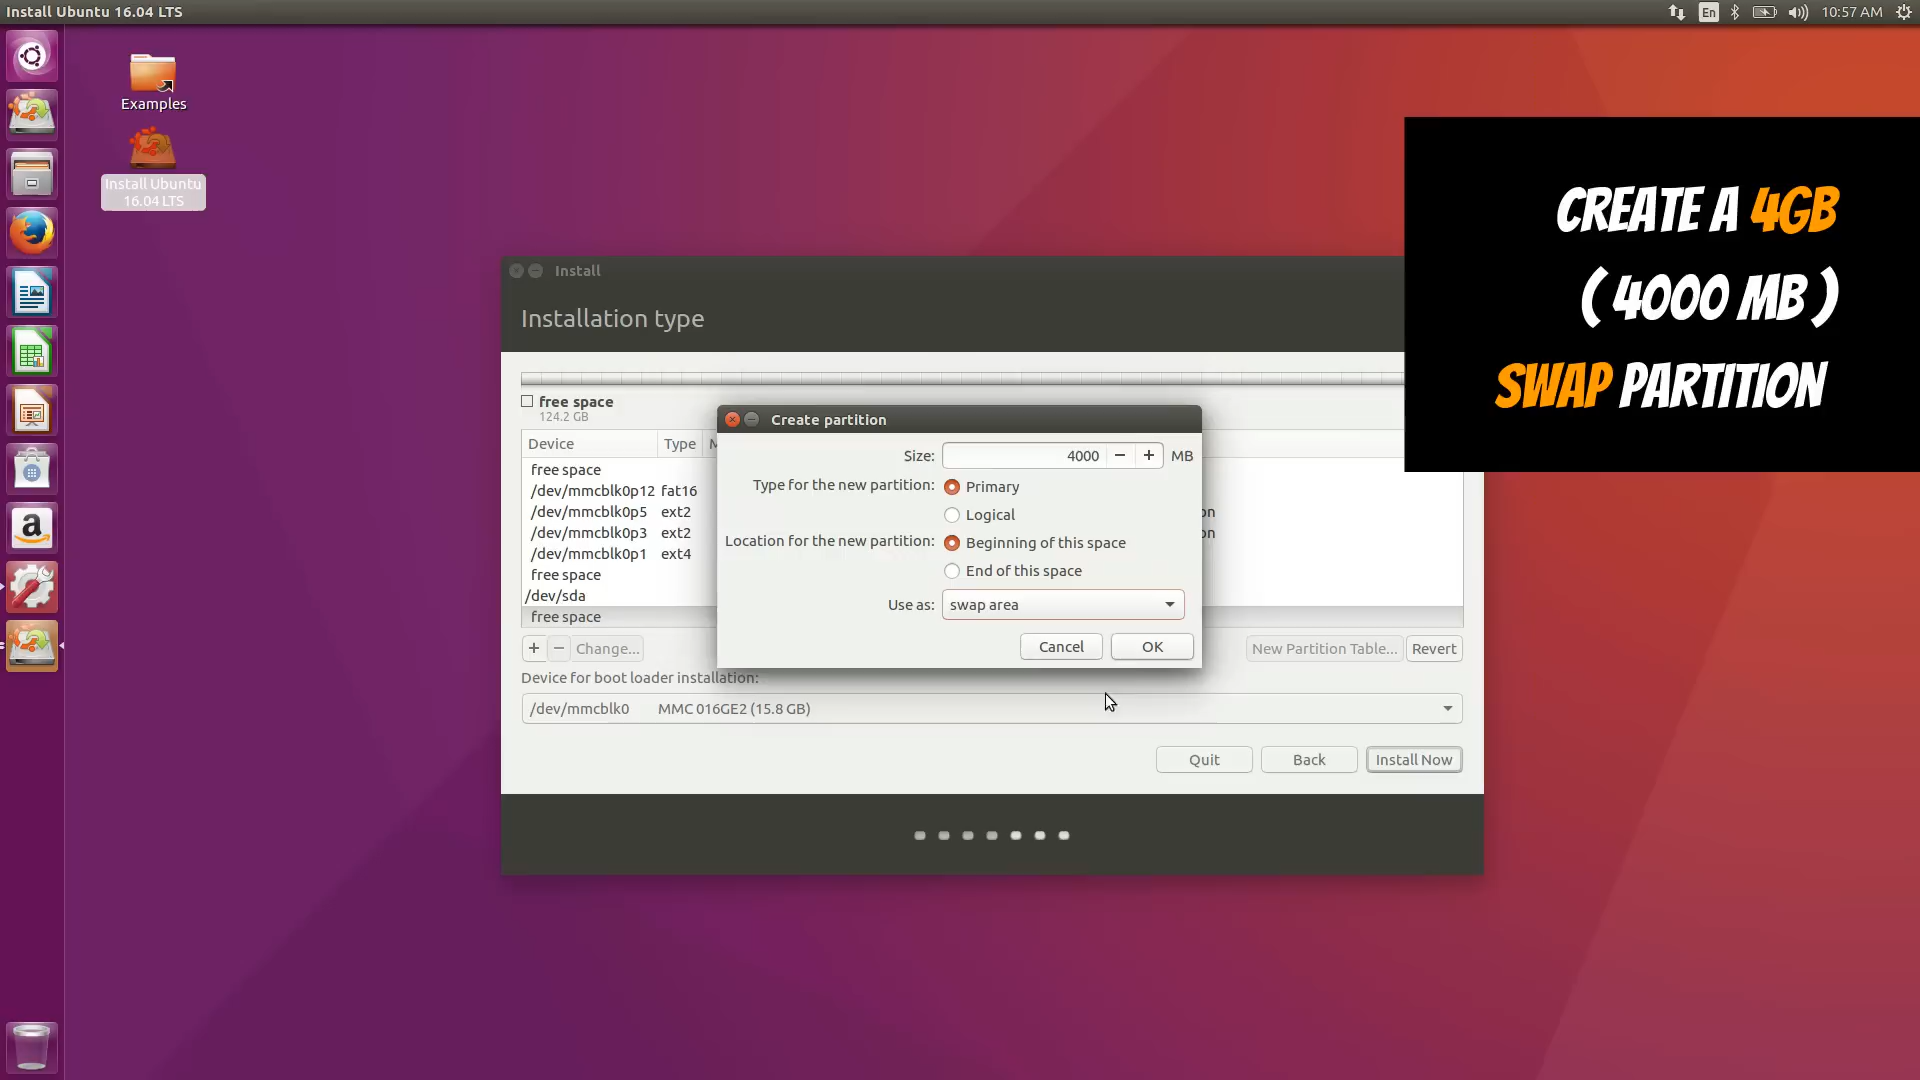 Install Ubuntu 16.04 LTS
En
10:57 AM
Examples
Install Ubuntu
16.04 LTS
CREATE A 4GB
( 4000 MB )
SWAP PARTITION
Install
Installation type
free space
124.2 GB
Device Type M
free space
/dev/mmcblk0p12 fat16
/dev/mmcblk0p5 ext2 on
/dev/mmcblk0p3 ext2 on
/dev/mmcblk0p1 ext4
free space
/dev/sda
free space
Create partition
Size: 4000 − + MB
Type for the new partition: Primary
Logical
Location for the new partition: Beginning of this space
End of this space
Use as: swap area
Cancel OK
+ − Change... New Partition Table... Revert
Device for boot loader installation:
/dev/mmcblk0 MMC 016GE2 (15.8 GB)
Quit Back Install Now